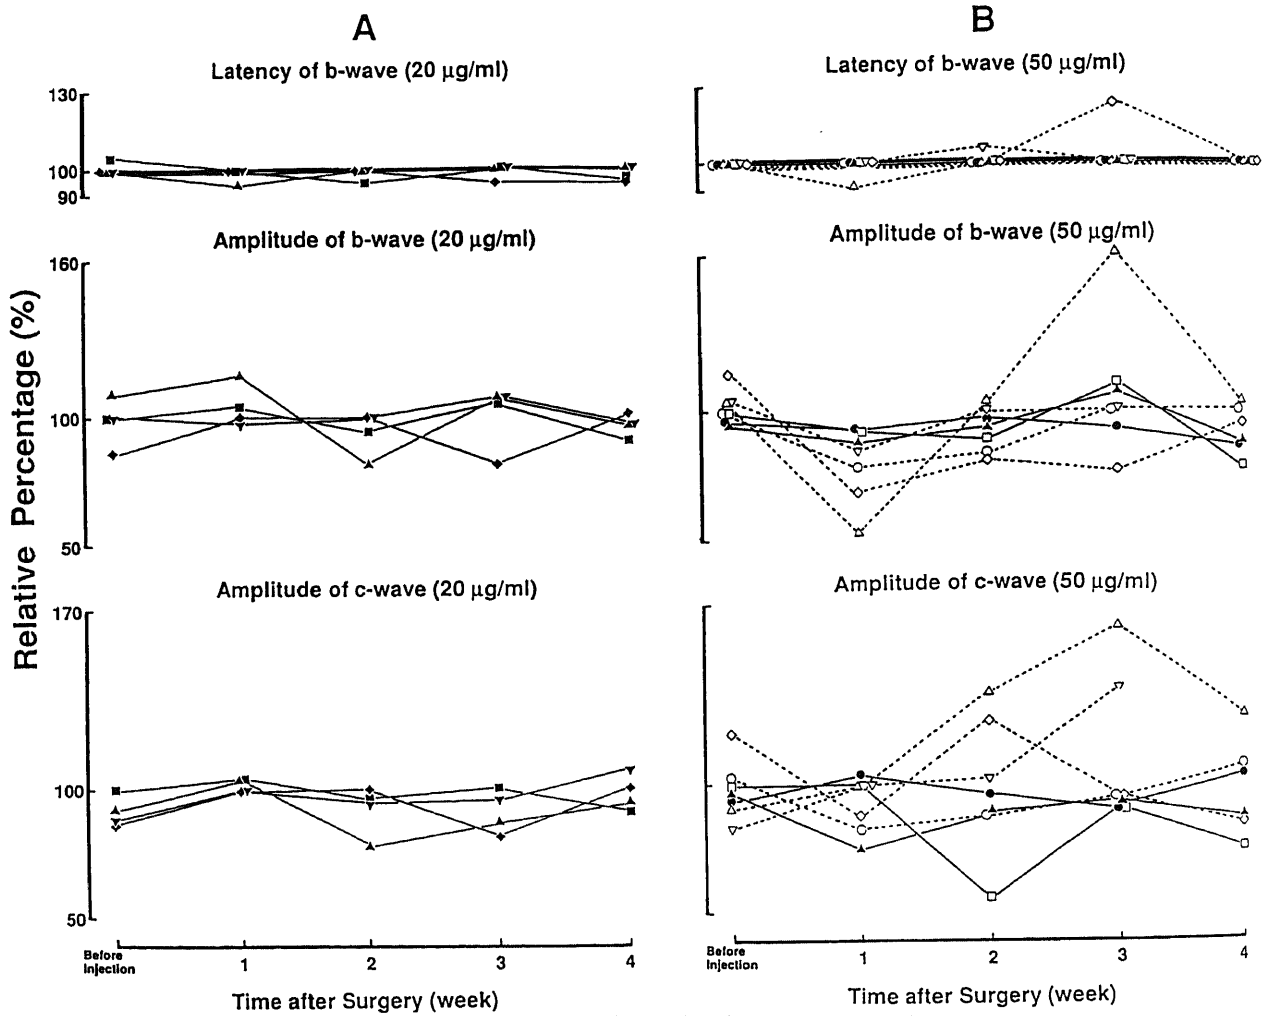 A
B
Latency of b-wave (20 µg/ml)
Latency of b-wave (50 µg/ml)
130
100
90
Amplitude of b-wave (20 µg/ml)
Amplitude of b-wave (50 µg/ml)
160
100
50
Relative Percentage (%)
Amplitude of c-wave (20 µg/ml)
Amplitude of c-wave (50 µg/ml)
170
100
50
Before
Injection
1
2
3
4
Before
Injection
1
2
3
4
Time after Surgery (week)
Time after Surgery (week)